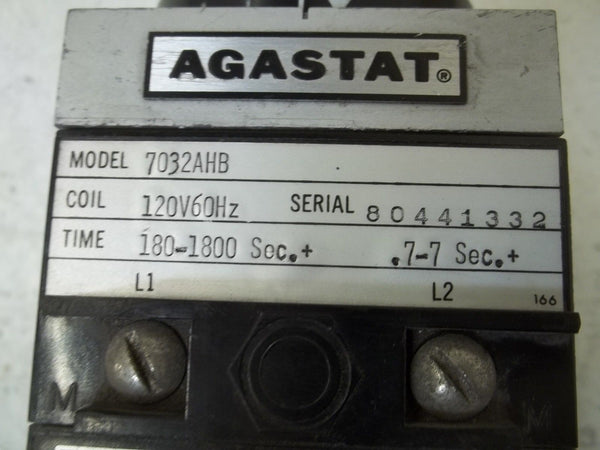 AGASTAT®
MODEL 7032AHB
COIL 120V60Hz SERIAL 80441332
TIME 180-1800 Sec.+ .7-7 Sec.+
L1 L2 166
M M